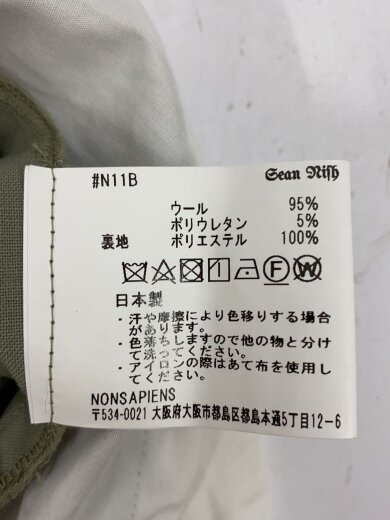 #N11B
Sean Nish
ウール 95%
ポリウレタン 5%
裏地 ポリエステル 100%
日本製
・汗や摩擦により色移りする場合
があります。
・色落ちしますので他の物と分け
て洗ってください。
・アイロンの際はあて布を使用し
てください。
NONSAPIENS
〒534-0021 大阪府大阪市都島区都島本通5丁目12-6